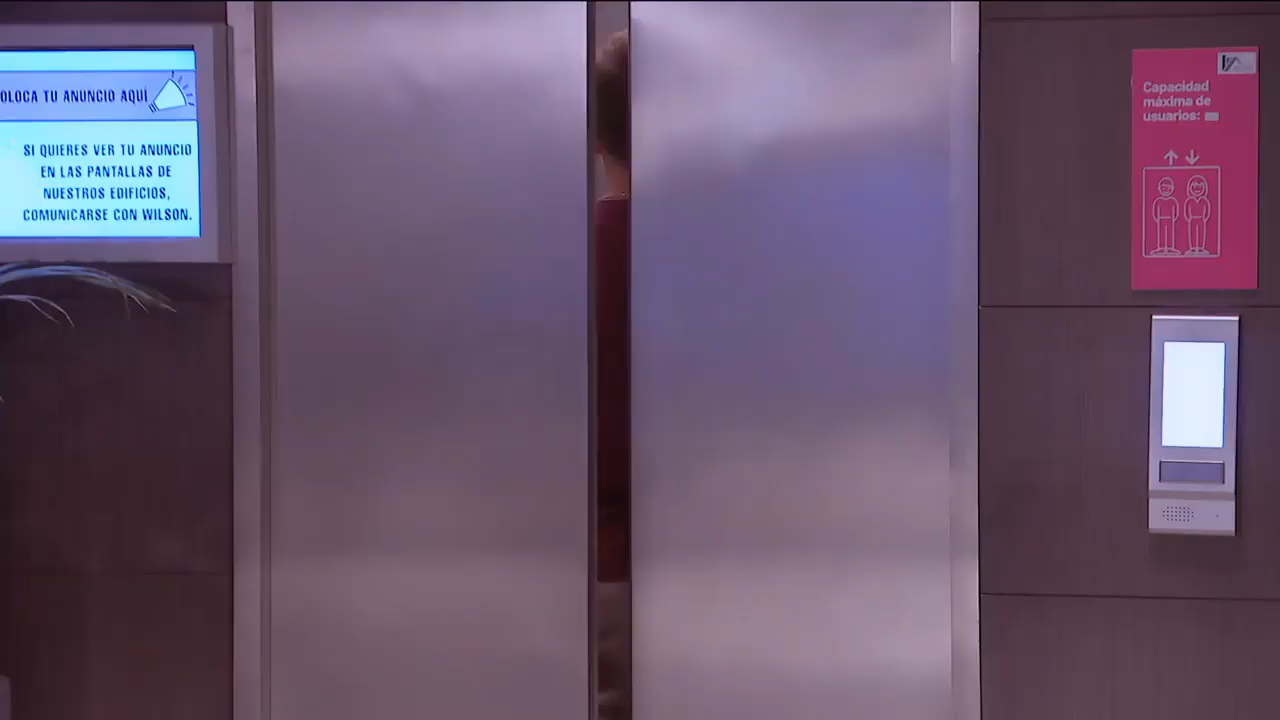 OLOCA TU ANUNCIO AQUÍ
SI QUIERES VER TU ANUNCIO
EN LAS PANTALLAS DE
NUESTROS EDIFICIOS,
COMUNICARSE CON WILSON.
Capacidad
máxima de
usuarios: